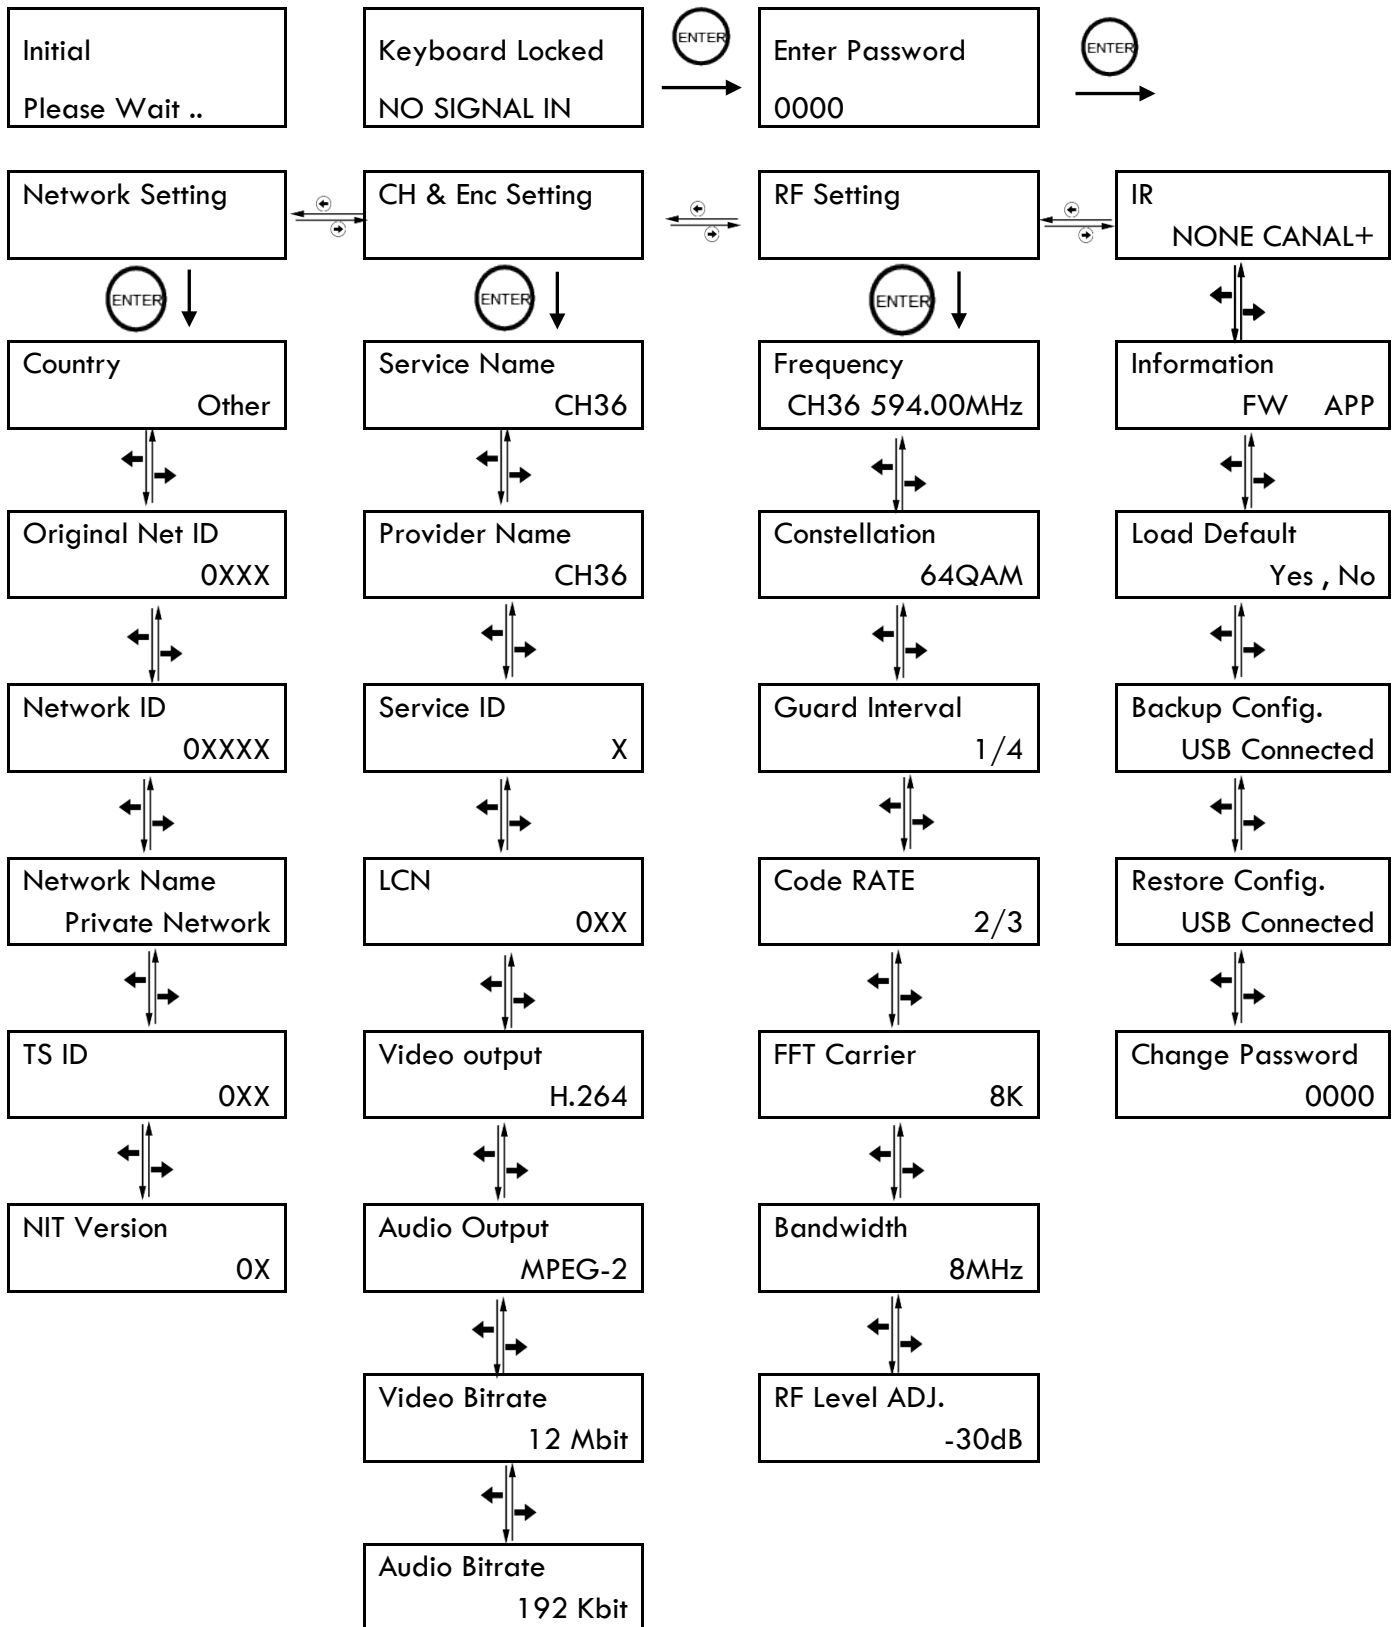 Initial
Please Wait ..
Keyboard Locked
NO SIGNAL IN
ENTER
Enter Password
0000
ENTER
Network Setting
CH & Enc Setting
RF Setting
IR
NONE CANAL+
ENTER
ENTER
ENTER
Country
Other
Service Name
CH36
Frequency
CH36 594.00MHz
Information
FW APP
Original Net ID
0XXX
Provider Name
CH36
Constellation
64QAM
Load Default
Yes , No
Network ID
0XXXX
Service ID
X
Guard Interval
1/4
Backup Config.
USB Connected
Network Name
Private Network
LCN
0XX
Code RATE
2/3
Restore Config.
USB Connected
TS ID
0XX
Video output
H.264
FFT Carrier
8K
Change Password
0000
NIT Version
0X
Audio Output
MPEG-2
Bandwidth
8MHz
Video Bitrate
12 Mbit
RF Level ADJ.
-30dB
Audio Bitrate
192 Kbit